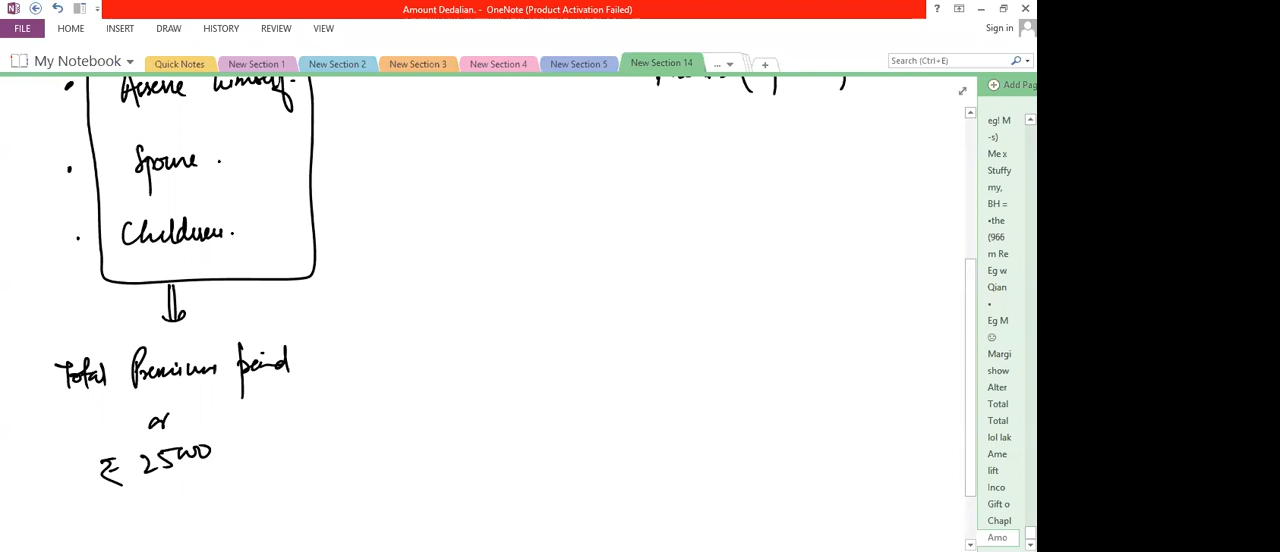 Amount Dedalian. - OneNote (Product Activation Failed)
Sign in
FILE HOME INSERT DRAW HISTORY REVIEW VIEW
My Notebook
Quick Notes New Section 1 New Section 2 New Section 3 New Section 4 New Section 5 New Section 14 ...
Search (Ctrl+E)
Add Pag
himself.
Spouse.
Children.
Total Premium paid
or
₹ 25000
eg! M
-s)
Me x
Stuffy
my,
BH =
•the
(966
m Re
Eg w
Qian
•
Eg M
☹
Margi
show
Alter
Total
Total
lol lak
Ame
lift
Inco
Gift o
Chapl
Amo